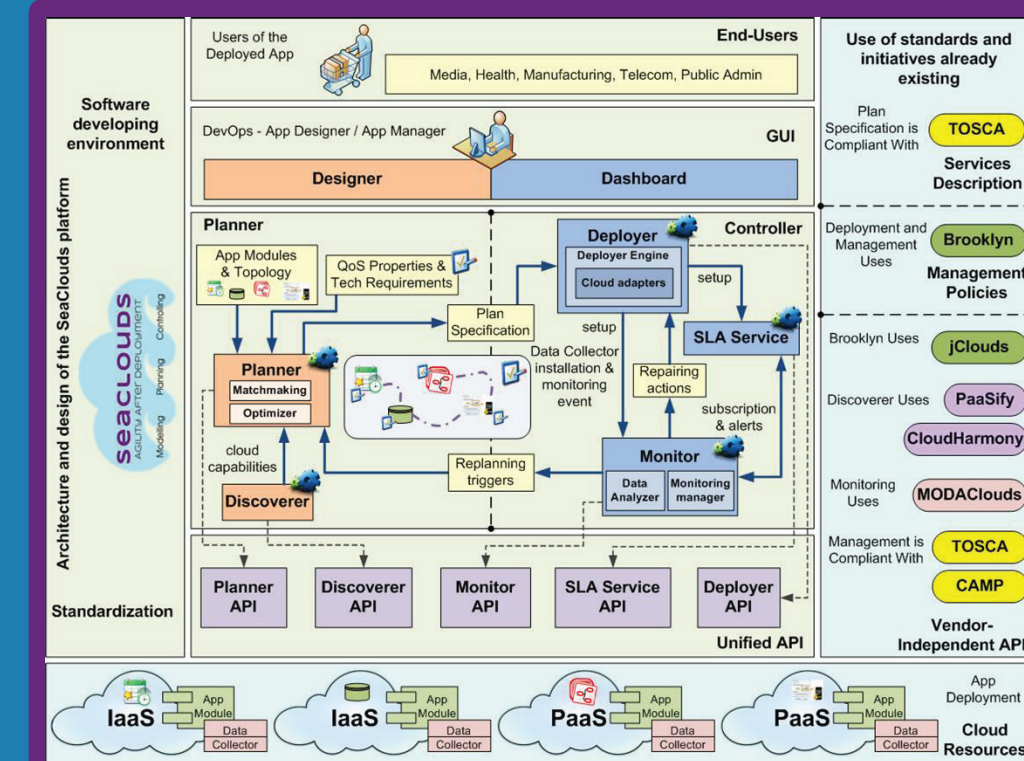 Software
developing
environment
Architecture and design of the SeaClouds platform
SEACLOUDS
AGILITY AFTER DEPLOYMENT
Modelling Planning Controlling
Standardization
Users of the
Deployed App
End-Users
Media, Health, Manufacturing, Telecom, Public Admin
DevOps - App Designer / App Manager
GUI
Designer
Dashboard
Planner
Controller
App Modules
& Topology
QoS Properties &
Tech Requirements
Plan
Specification
Planner
Matchmaking
Optimizer
cloud
capabilities
Discoverer
Replanning
triggers
Deployer
Deployer Engine
Cloud adapters
setup
SLA Service
setup
Data Collector
installation &
monitoring
event
Repairing
actions
subscription
& alerts
Monitor
Data
Analyzer
Monitoring
manager
Planner
API
Discoverer
API
Monitor
API
SLA Service
API
Deployer
API
Unified API
Use of standards and
initiatives already
existing
Plan
Specification is
Compliant With
TOSCA
Services
Description
Deployment and
Management
Uses
Brooklyn
Management
Policies
Brooklyn Uses
jClouds
Discoverer Uses
PaaSify
CloudHarmony
Monitoring
Uses
MODAClouds
Management is
Compliant With
TOSCA
CAMP
Vendor-
Independent API
IaaS
App
Module
Data
Collector
IaaS
App
Module
Data
Collector
PaaS
App
Module
Data
Collector
PaaS
App
Module
Data
Collector
App
Deployment
Cloud
Resources